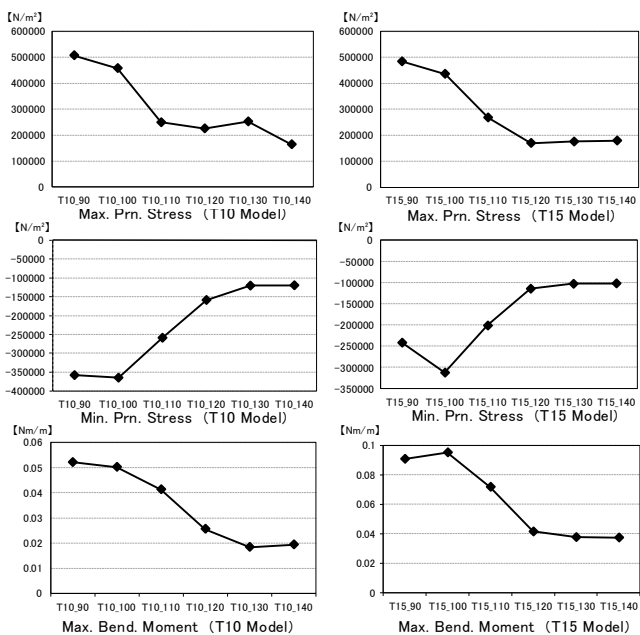 【N/m²】
600000
500000
400000
300000
200000
100000
0
T10_90 T10_100 T10_110 T10_120 T10_130 T10_140
Max. Prn. Stress (T10 Model)
【N/m²】
600000
500000
400000
300000
200000
100000
0
T15_90 T15_100 T15_110 T15_120 T15_130 T15_140
Max. Prn. Stress (T15 Model)
【N/m²】
0
-50000
-100000
-150000
-200000
-250000
-300000
-350000
-400000
T10_90 T10_100 T10_110 T10_120 T10_130 T10_140
Min. Prn. Stress (T10 Model)
【N/m²】
0
-50000
-100000
-150000
-200000
-250000
-300000
-350000
T15_90 T15_100 T15_110 T15_120 T15_130 T15_140
Min. Prn. Stress (T15 Model)
【Nm/m】
0.06
0.05
0.04
0.03
0.02
0.01
0
T10_90 T10_100 T10_110 T10_120 T10_130 T10_140
Max. Bend. Moment (T10 Model)
【Nm/m】
0.1
0.08
0.06
0.04
0.02
0
T15_90 T15_100 T15_110 T15_120 T15_130 T15_140
Max. Bend. Moment (T15 Model)